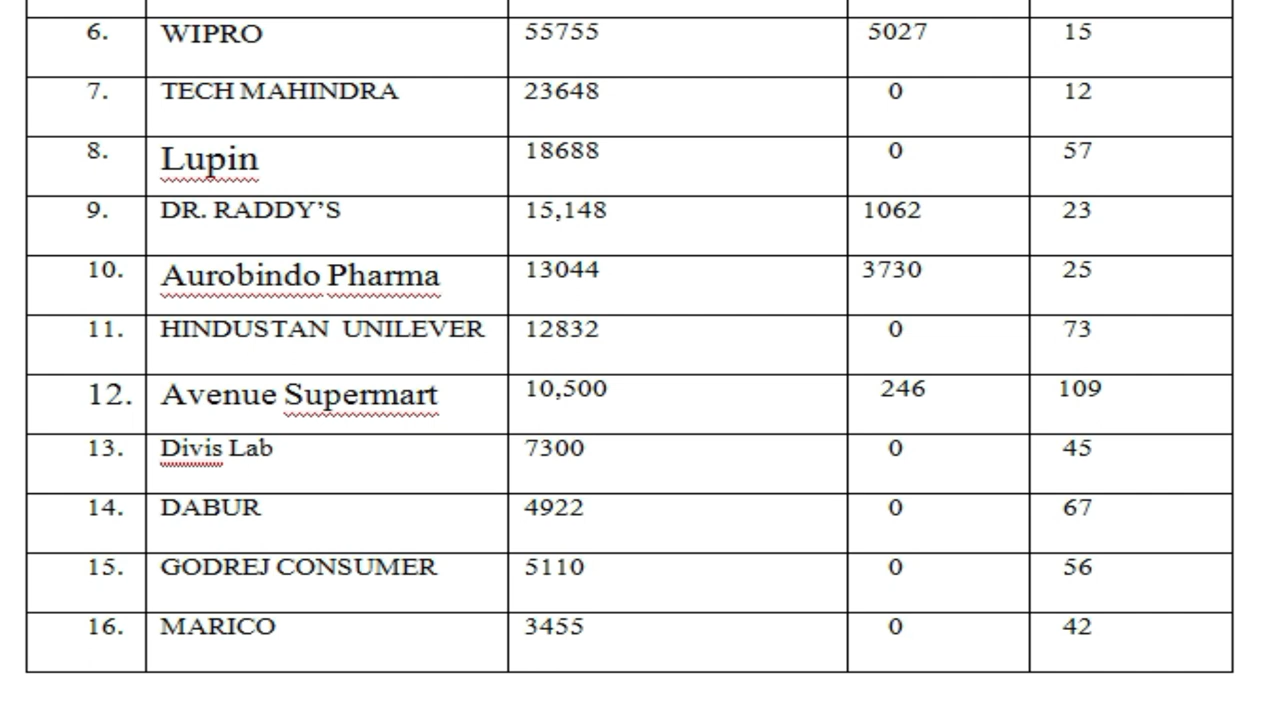 6. WIPRO 55755 5027 15
7. TECH MAHINDRA 23648 0 12
8. Lupin 18688 0 57
9. DR. RADDY’S 15,148 1062 23
10. Aurobindo Pharma 13044 3730 25
11. HINDUSTAN UNILEVER 12832 0 73
12. Avenue Supermart 10,500 246 109
13. Divis Lab 7300 0 45
14. DABUR 4922 0 67
15. GODREJ CONSUMER 5110 0 56
16. MARICO 3455 0 42